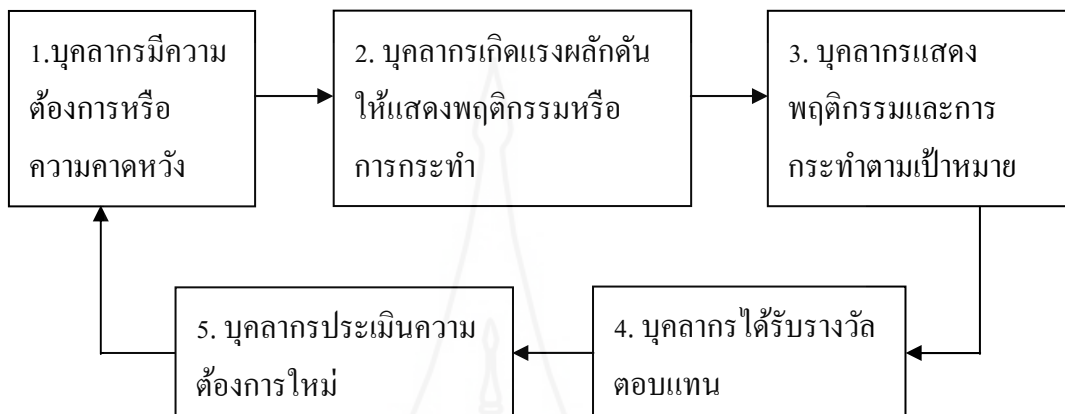 1.บุคลากรมีความ
ต้องการหรือ
ความคาดหวัง
2. บุคลากรเกิดแรงผลักดัน
ให้แสดงพฤติกรรมหรือ
การกระทำ
3. บุคลากรแสดง
พฤติกรรมและการ
กระทำตามเป้าหมาย
4. บุคลากรได้รับรางวัล
ตอบแทน
5. บุคลากรประเมินความ
ต้องการใหม่